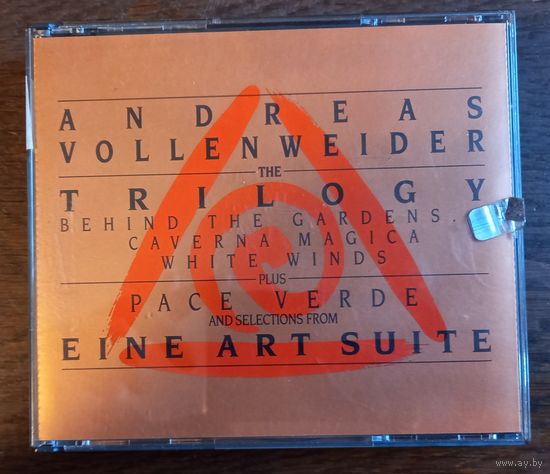 ANDREAS
VOLLENWEIDER
THE
TRILOGY
BEHIND THE GARDENS
CAVERNA MAGICA
WHITE WINDS
PLUS
PACE VERDE
AND SELECTIONS FROM
EINE ART SUITE
www.ay.by